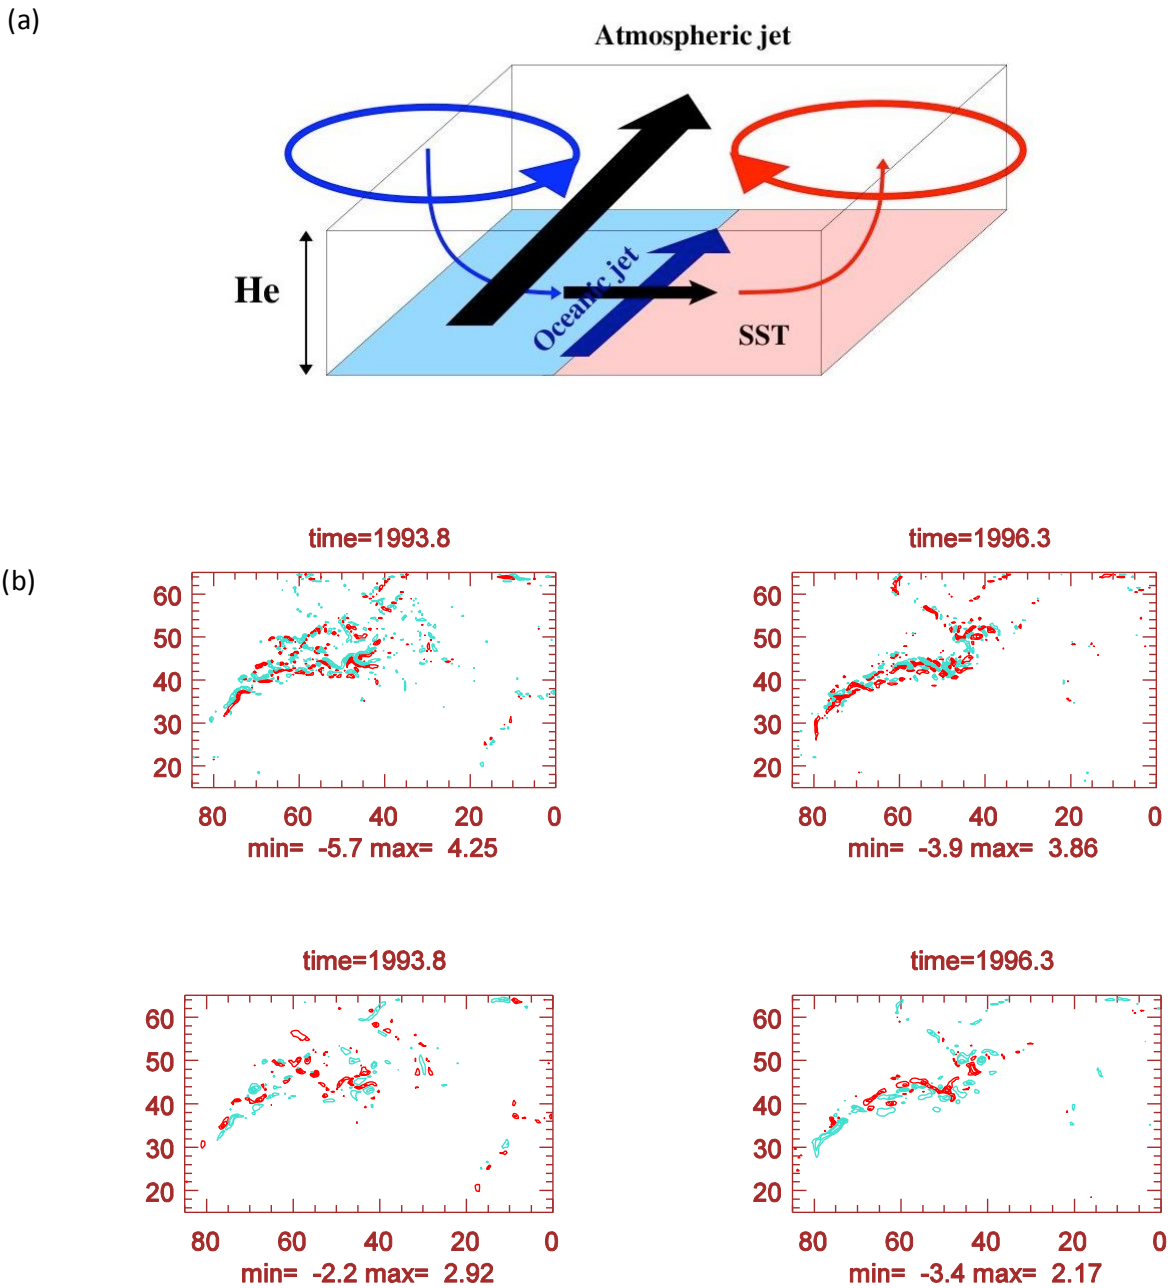 (a)
Atmospheric jet
He
Oceanic jet
SST
(b)
time=1993.8
60
50
40
30
20
80 60 40 20 0
min= -5.7 max= 4.25
time=1996.3
60
50
40
30
20
80 60 40 20 0
min= -3.9 max= 3.86
time=1993.8
60
50
40
30
20
80 60 40 20 0
min= -2.2 max= 2.92
time=1996.3
60
50
40
30
20
80 60 40 20 0
min= -3.4 max= 2.17